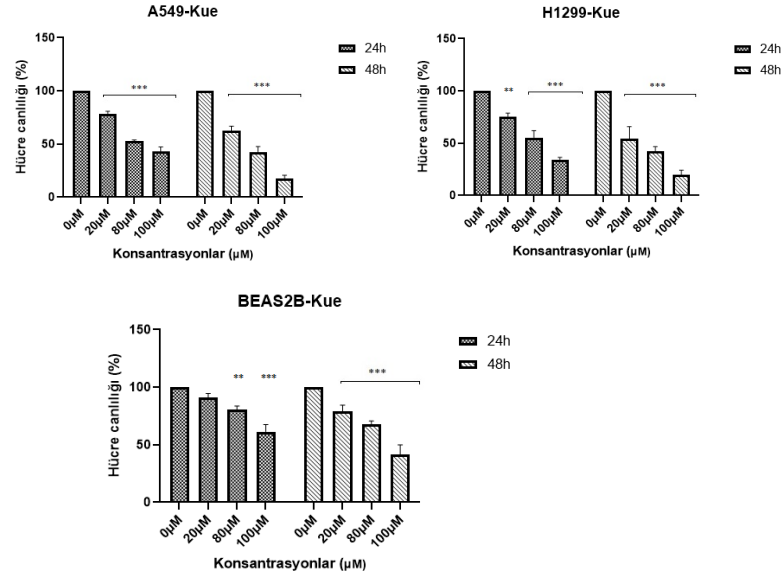 A549-Kue
Hücre canlılığı (%)
150
100
50
0
***
***
24h
48h
0µM
20µM
80µM
100µM
0µM
20µM
80µM
100µM
Konsantrasyonlar (µM)
H1299-Kue
Hücre canlılığı (%)
150
100
50
0
**
***
***
24h
48h
0µM
20µM
80µM
100µM
0µM
20µM
80µM
100µM
Konsantrasyonlar (µM)
BEAS2B-Kue
Hücre canlılığı (%)
150
100
50
0
**
***
***
24h
48h
0µM
20µM
80µM
100µM
0µM
20µM
80µM
100µM
Konsantrasyonlar (µM)